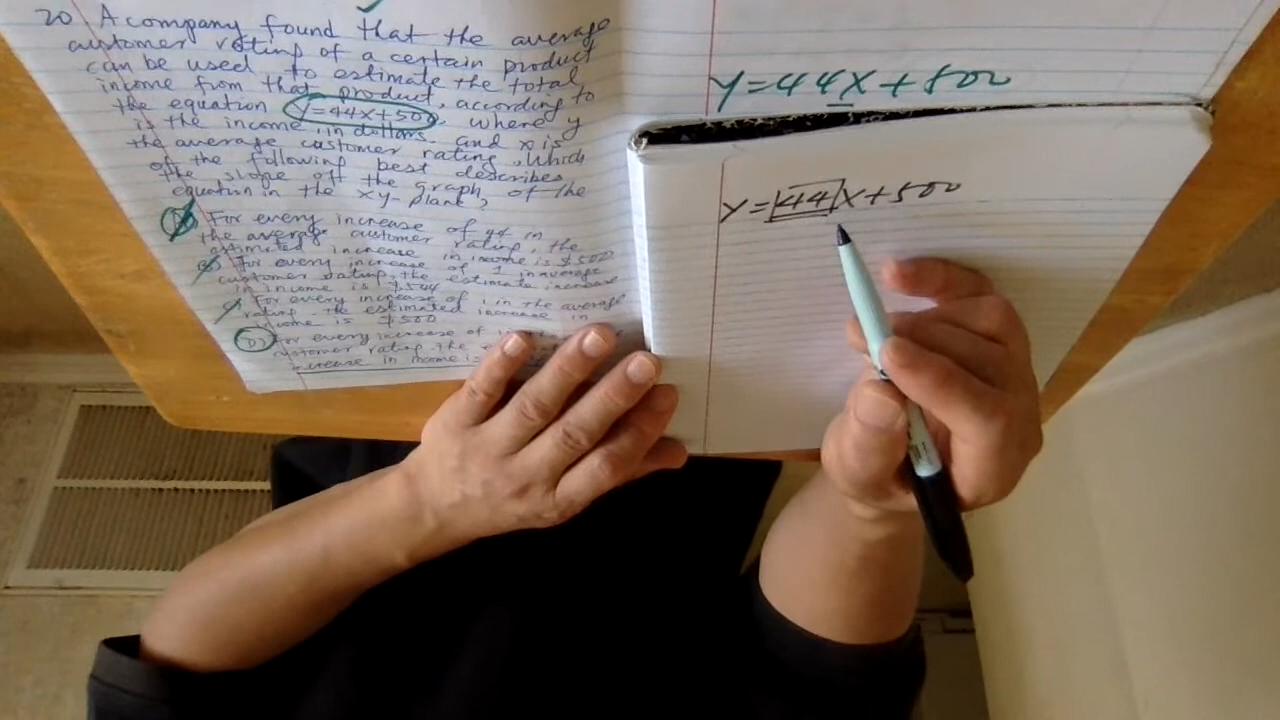 20 A company found that the average
customer rating of a certain product
can be used to estimate the total
income from that product, according to
the equation y=44x+500, where y
is the income, in dollars and x is
the average customer rating, Which
of the following best describes
the slope off the graph, of the
equation in the xy-plane?
For every increase of 44 in
the average customer rating, the
estimated increase in income is $500
For every increase of 1 in average
customer rating, the estimate increase
in income is $544
For every increase of 1 in the average
rating, the estimated increase in
income is $500
D) For every increase of
customer rating the
increase in income is
y=44x+500
y=44x+500